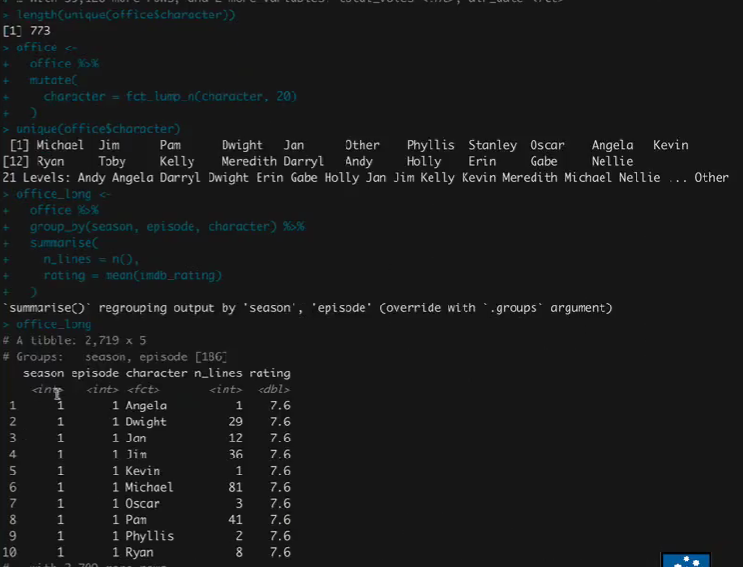 > length(unique(office$character))
[1] 773
> office <-
+   office %>%
+   mutate(
+     character = fct_lump_n(character, 20)
+   )
> unique(office$character)
 [1] Michael  Jim      Pam      Dwight   Jan      Other    Phyllis  Stanley  Oscar    Angela   Kevin
[12] Ryan     Toby     Kelly    Meredith Darryl   Andy     Holly    Erin     Gabe     Nellie
21 Levels: Andy Angela Darryl Dwight Erin Gabe Holly Jan Jim Kelly Kevin Meredith Michael Nellie ... Other
> office_long <-
+   office %>%
+   group_by(season, episode, character) %>%
+   summarise(
+     n_lines = n(),
+     rating = mean(imdb_rating)
+   )
`summarise()` regrouping output by 'season', 'episode' (override with `.groups` argument)
> office_long
# A tibble: 2,719 x 5
# Groups:   season, episode [186]
   season episode character n_lines rating
    <int>   <int> <fct>       <int>  <dbl>
 1      1       1 Angela          1    7.6
 2      1       1 Dwight         29    7.6
 3      1       1 Jan            12    7.6
 4      1       1 Jim            36    7.6
 5      1       1 Kevin           1    7.6
 6      1       1 Michael        81    7.6
 7      1       1 Oscar           3    7.6
 8      1       1 Pam            41    7.6
 9      1       1 Phyllis         2    7.6
10      1       1 Ryan            8    7.6